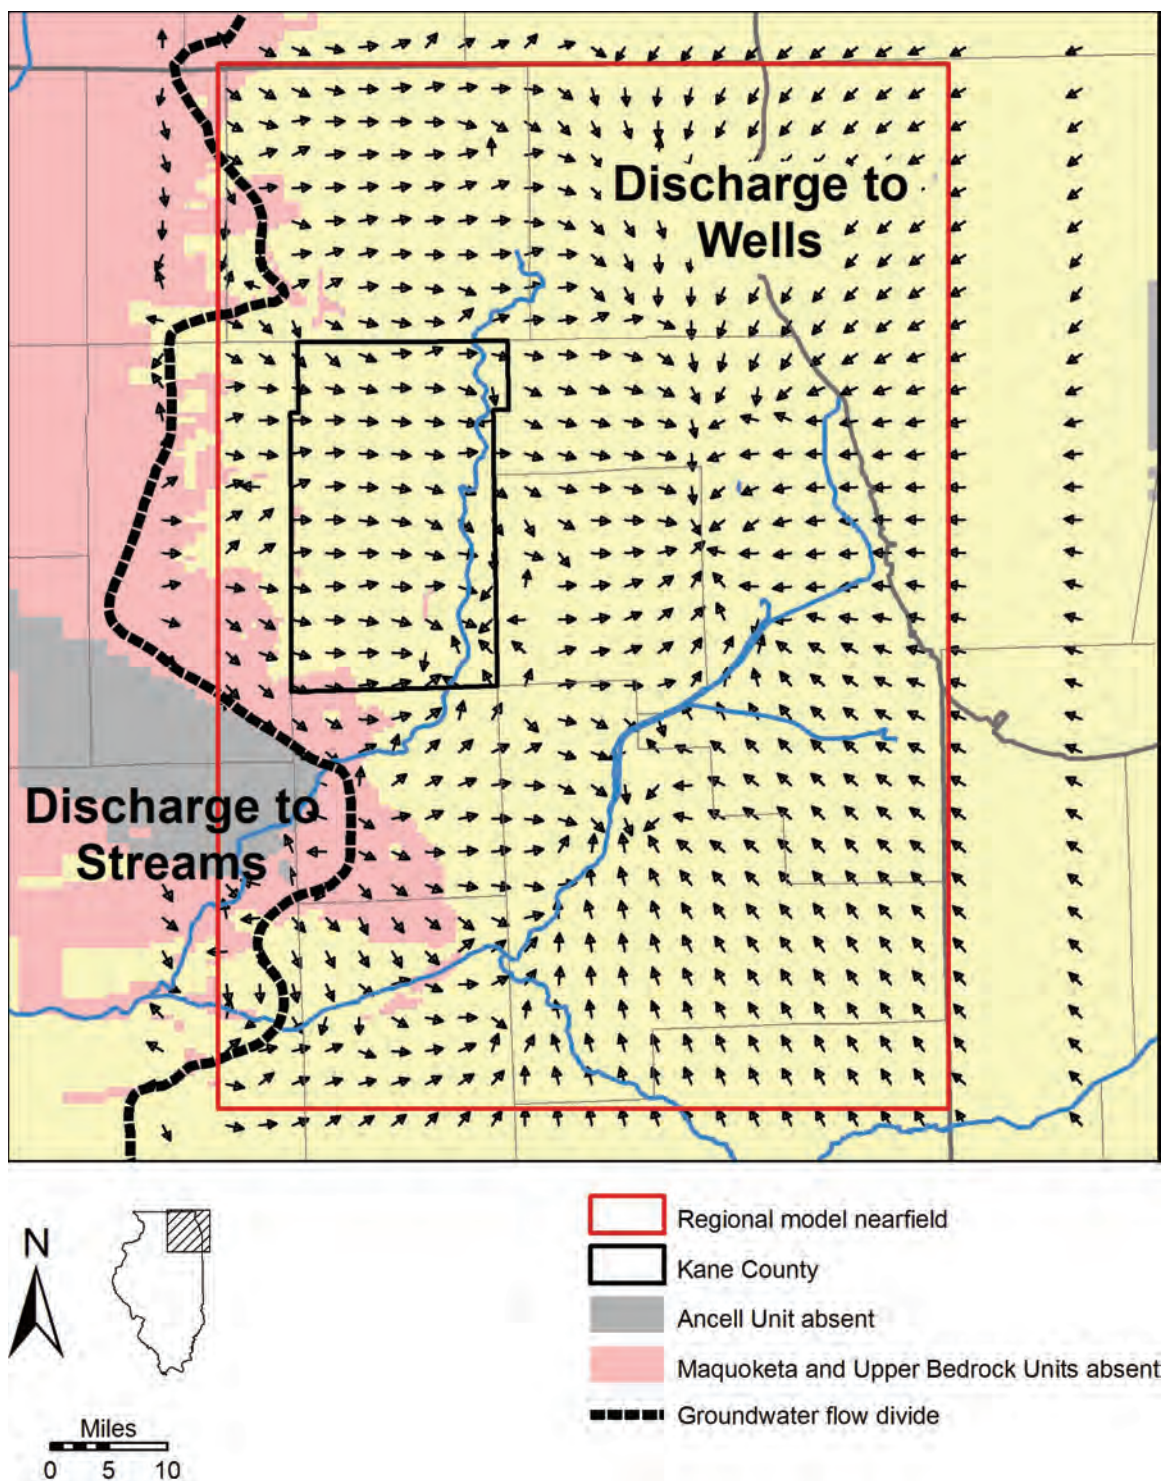 Discharge to
Wells
Discharge to
Streams
N
Regional model nearfield
Kane County
Ancell Unit absent
Maquoketa and Upper Bedrock Units absent
Groundwater flow divide
Miles
0 5 10